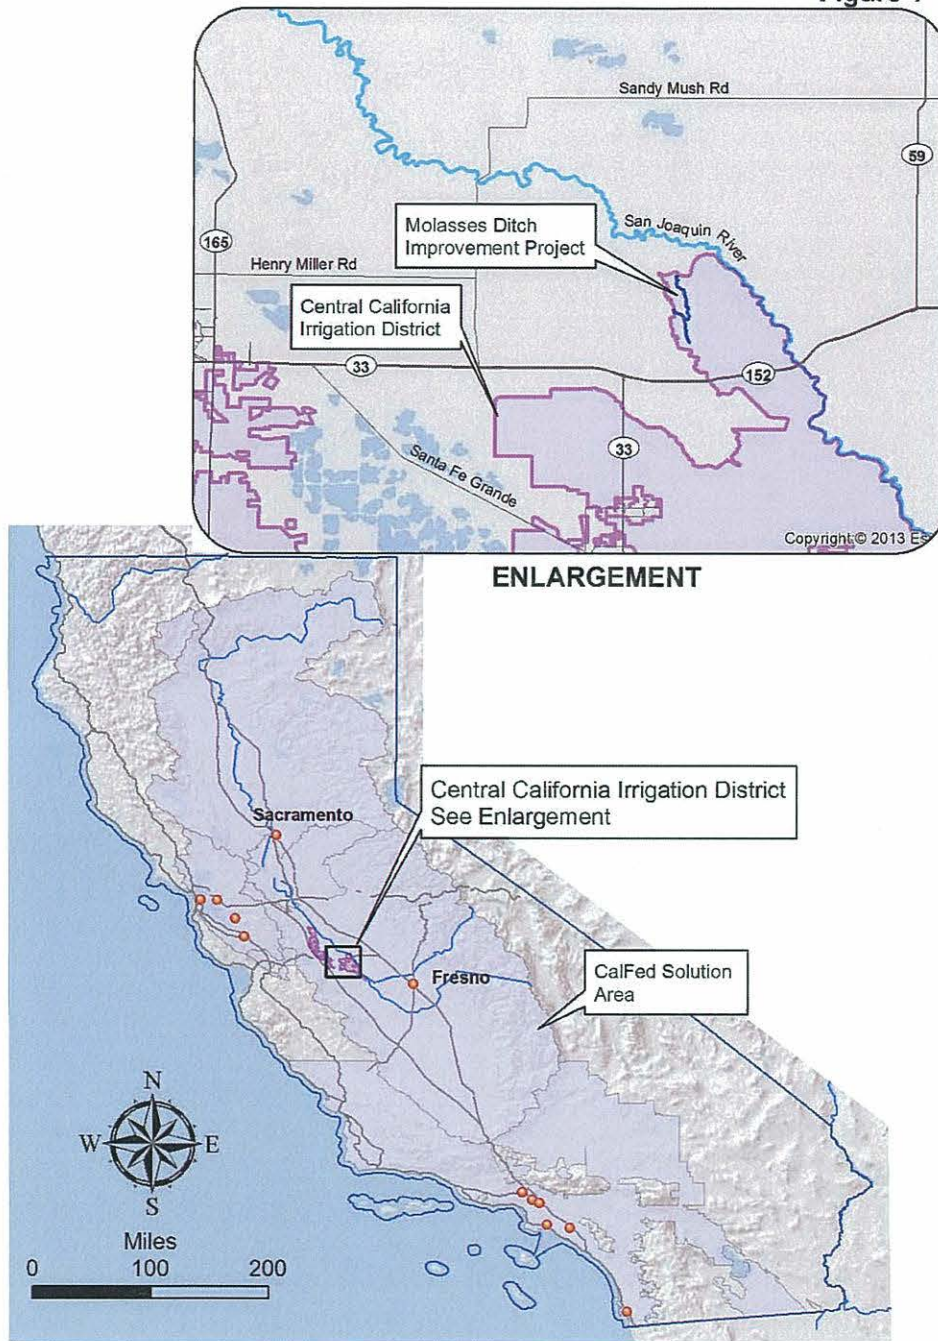 Sandy Mush Rd
59
Molasses Ditch
Improvement Project
San Joaquin River
165
Henry Miller Rd
Central California
Irrigation District
33
152
33
Santa Fe Grande
Copyright:© 2013
ENLARGEMENT
Central California Irrigation District
See Enlargement
Sacramento
CalFed Solution
Area
Fresno
N
W E
S
Miles
0 100 200